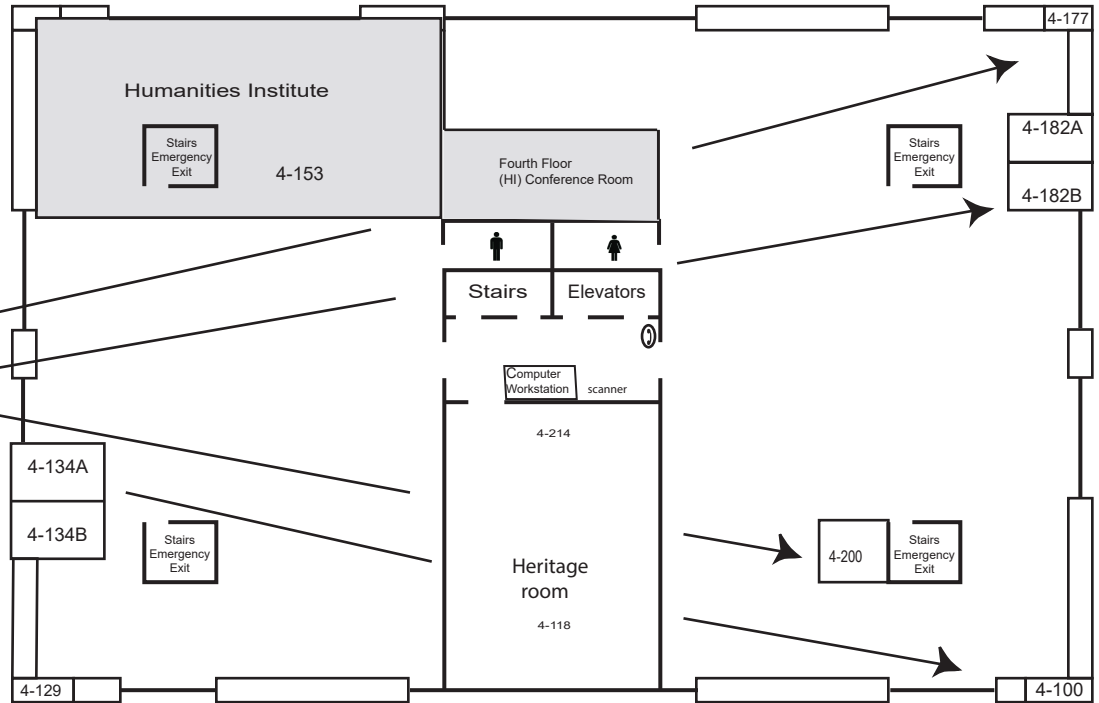 4-177
Humanities Institute
Stairs
Emergency
Exit
4-153
Fourth Floor
(HI) Conference Room
Stairs
Emergency
Exit
4-182A
4-182B
Stairs
Elevators
Computer
Workstation
scanner
4-214
4-134A
4-134B
Stairs
Emergency
Exit
Heritage
room
4-118
4-200
Stairs
Emergency
Exit
4-129
4-100